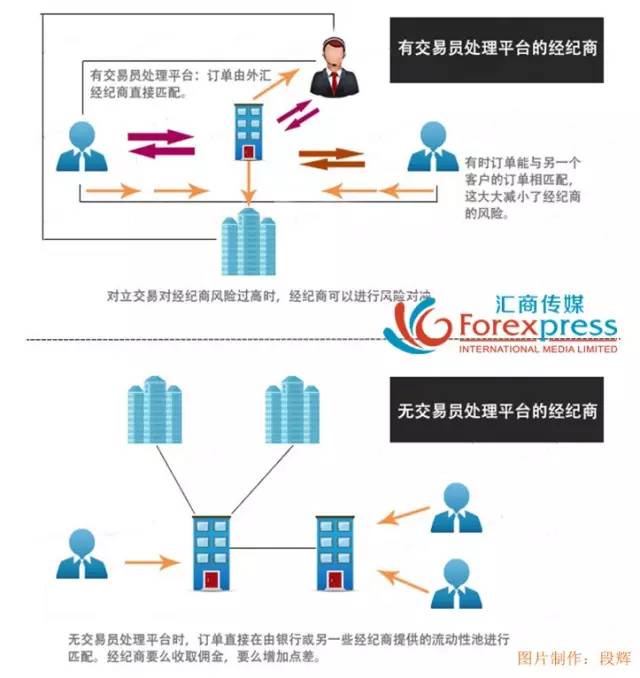 有交易员处理平台的经纪商
有交易员处理平台：订单由外汇
经纪商直接匹配。
有时订单能与另一个
客户的订单相匹配，
这大大减小了经纪商
的风险。
对立交易对经纪商风险过高时，经纪商可以进行风险对冲
汇商传媒
Forexpress
INTERNATIONAL MEDIA LIMITED
无交易员处理平台的经纪商
无交易员处理平台时，订单直接在由银行或另一些经纪商提供的流动性池进行
匹配。经纪商要么收取佣金，要么增加点差。
图片制作：段辉